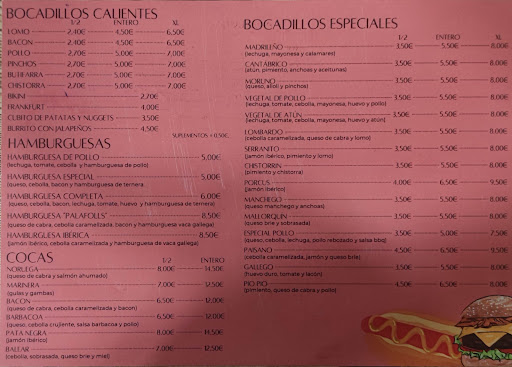 BOCADILLOS CALIENTES
1/2 ENTERO XL
LOMO 2,40€ 4,50€ 6,50€
BACON 2,40€ 4,50€ 6,50€
POLLO 2,70€ 5,00€ 7,00€
PINCHOS 2,70€ 5,00€ 7,00€
BUTIFARRA 2,70€ 5,00€ 7,00€
CHISTORRA 2,70€ 5,00€ 7,00€
BIKINI 2,70€
FRANKFURT 4,00€
CUBITO DE PATATAS Y NUGGETS 3,50€
BURRITO CON JALAPEÑOS 4,50€
SUPLEMENTOS + 0,50€
HAMBURGUESAS
HAMBURGUESA DE POLLO 5,00€
(lechuga, tomate, cebolla y hamburguesa de pollo)
HAMBURGUESA ESPECIAL 5,00€
(queso, cebolla, bacon y hamburguesa de ternera
HAMBURGUESA COMPLETA 6,00€
(queso, cebolla, bacon, lechuga, tomate, huevo y hamburguesa de ternera)
HAMBURGUESA "PALAFOLLS" 8,50€
(queso de cabra, cebolla caramelizada, bacon y hamburguesa vaca gallega)
HAMBURGUESA IBERICA 8,50€
(jamón ibérico, cebolla caramelizada y hamburguesa de vaca gallega)
COCAS
1/2 ENTERO
NORUEGA 8,00€ 14,50€
(queso de cabra y salmón ahumado)
MARINERA 7,00€ 12,50€
(gulas y gambas)
BACON 6,50€ 12,00€
(queso de cabra, cebolla caramelizada y bacon)
BARBACOA 6,50€ 12,00€
(queso, cebolla crujiente, salsa barbacoa y pollo)
PATA NEGRA 8,00€ 14,50€
(jamón ibérico)
BALEAR 7,00€ 12,50€
(cebolla, sobrasada, queso brie y miel)
BOCADILLOS ESPECIALES
1/2 ENTERO XL
MADRILEÑO 3,50€ 5,50€ 8,00€
(lechuga, mayonesa y calamares)
CANTABRICO 3,50€ 5,50€ 8,00€
(atún, pimiento, anchoas y aceitunas)
MORUNO 3,50€ 5,50€ 8,00€
(queso, alioli y pinchos)
VEGETAL DE POLLO 3,50€ 5,50€ 8,00€
(lechuga, tomate, cebolla, mayonesa, huevo y pollo)
VEGETAL DE ATUN 3,50€ 5,50€ 8,00€
(lechuga, tomate, cebolla, mayonesa, huevo y atún)
LOMBARDO 3,50€ 5,50€ 8,00€
(cebolla caramelizada, queso de cabra y lomo)
SERRANITO 3,50€ 5,50€ 8,00€
(jamón ibérico, pimiento y lomo)
CHISTORRIN 3,50€ 5,50€ 8,00€
(pimiento y chistorra)
PORCUS 4,00€ 6,50€ 9,50€
(jamón ibérico)
MANCHEGO 3,50€ 5,50€ 8,00€
(queso manchego y anchoas)
MALLORQUIN 3,50€ 5,50€ 8,00€
(queso brie y sobrasada)
ESPECIAL POLLO 3,50€ 5,00€ 7,50€
(queso, cebolla, lechuga, pollo rebozado y salsa bbq)
PAISANO 4,50€ 6,50€ 9,50€
(cebolla caramelizada, jamón y queso brie)
GALLEGO 3,50€ 5,50€ 8,00€
(huevo duro, tomate y lacón)
PIO PIO 4,50€ 6,50€ 8,00€
(pimiento, queso de cabra y pollo)